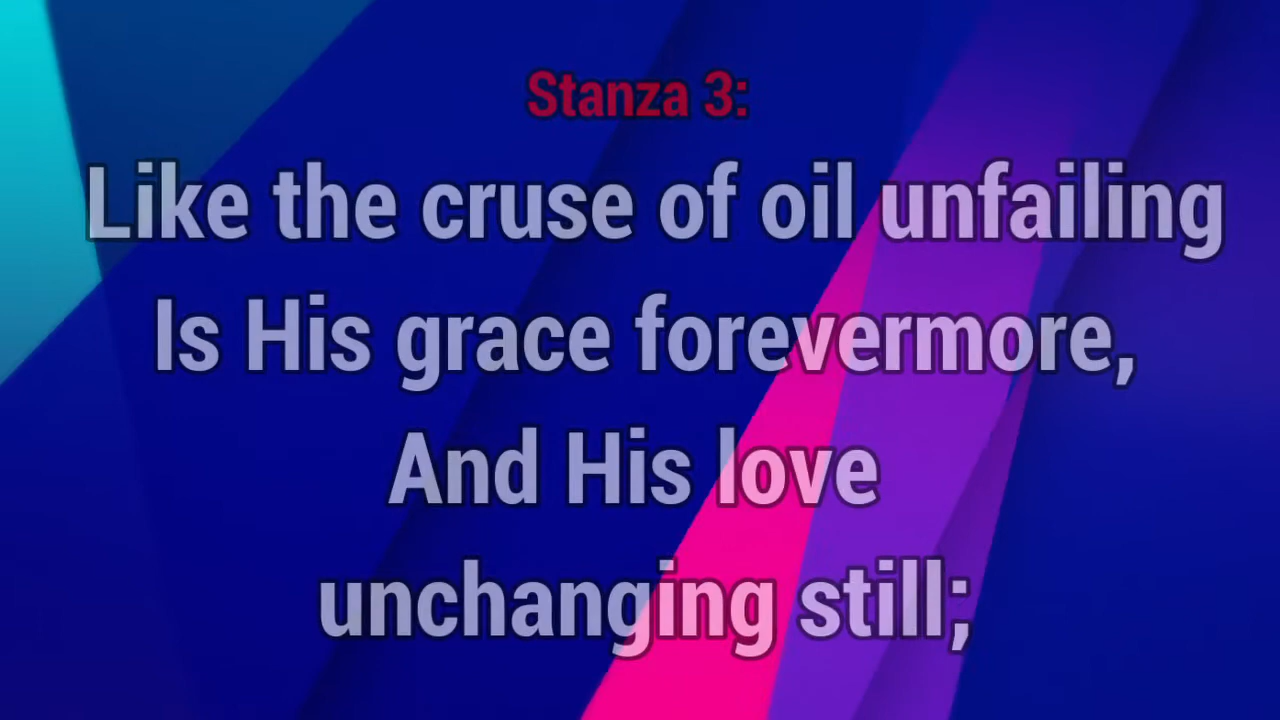 Stanza 3:
Like the cruse of oil unfailing
Is His grace forevermore,
And His love
unchanging still;